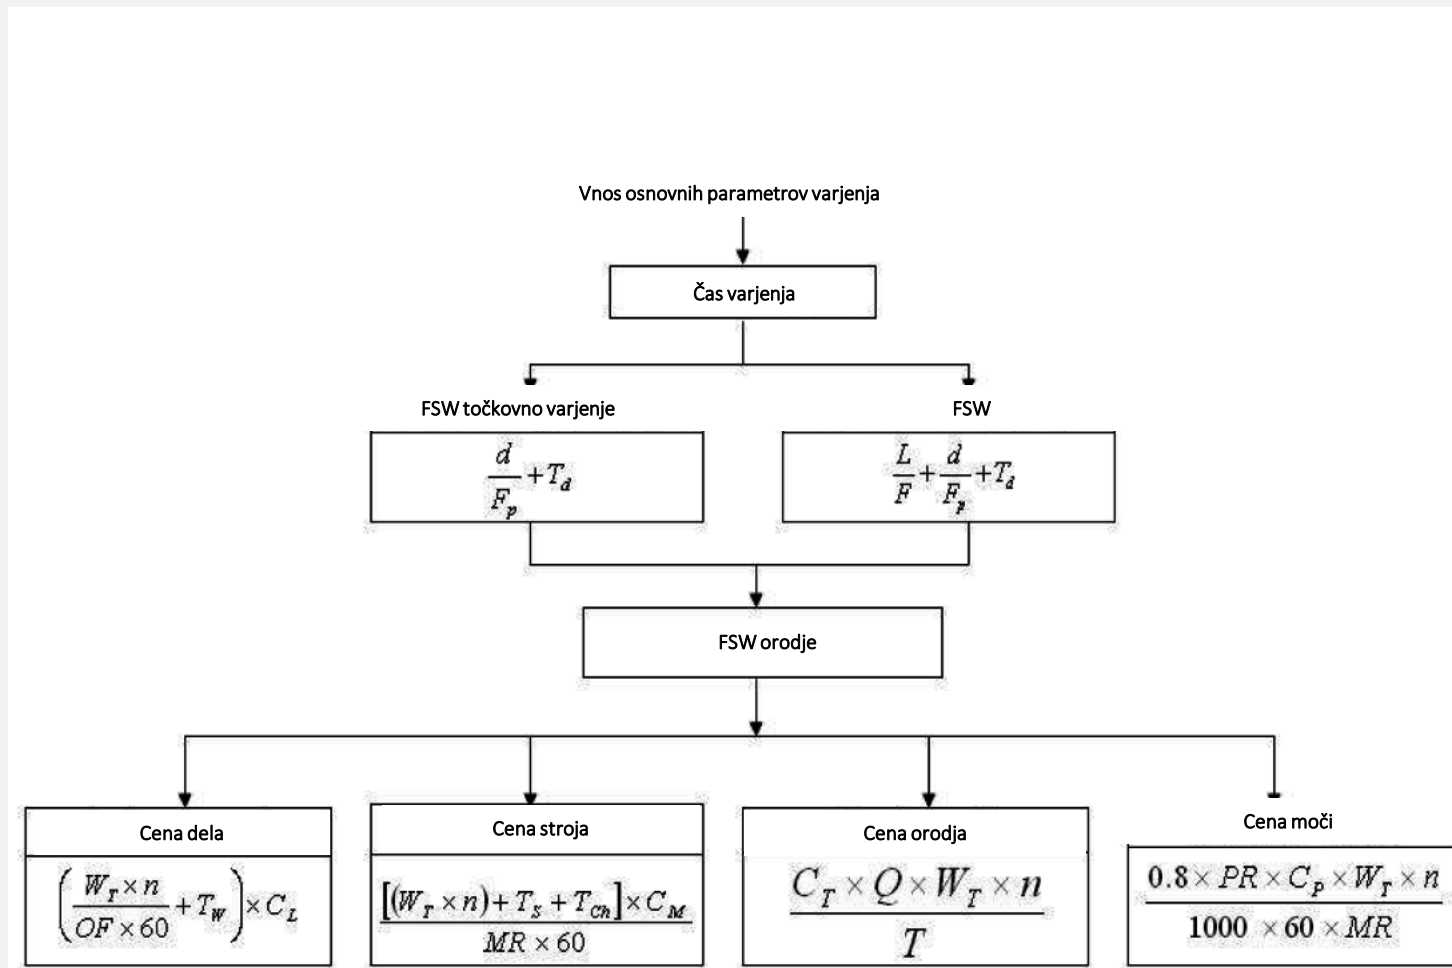 Vnos osnovnih parametrov varjenja
Čas varjenja
FSW točkovno varjenje
FSW
d/F_p + T_d
L/F + d/F_p + T_d
FSW orodje
Cena dela
Cena stroja
Cena orodja
Cena moči
(W_T × n / OF × 60 + T_W) × C_L
[(W_T × n) + T_S + T_Ch] × C_M / MR × 60
C_T × Q × W_T × n / T
0.8 × PR × C_P × W_T × n / 1000 × 60 × MR